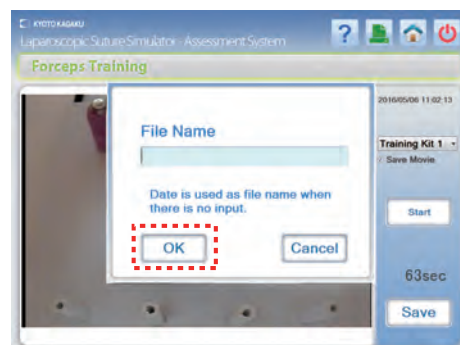 KYOTO KAGAKU
Laparoscopic Suture Simulator - Assessment System
?
Forceps Training
2016/05/06 11:02:13
File Name
Training Kit 1
Save Movie
Date is used as file name when
there is no input.
Start
OK
Cancel
63sec
Save